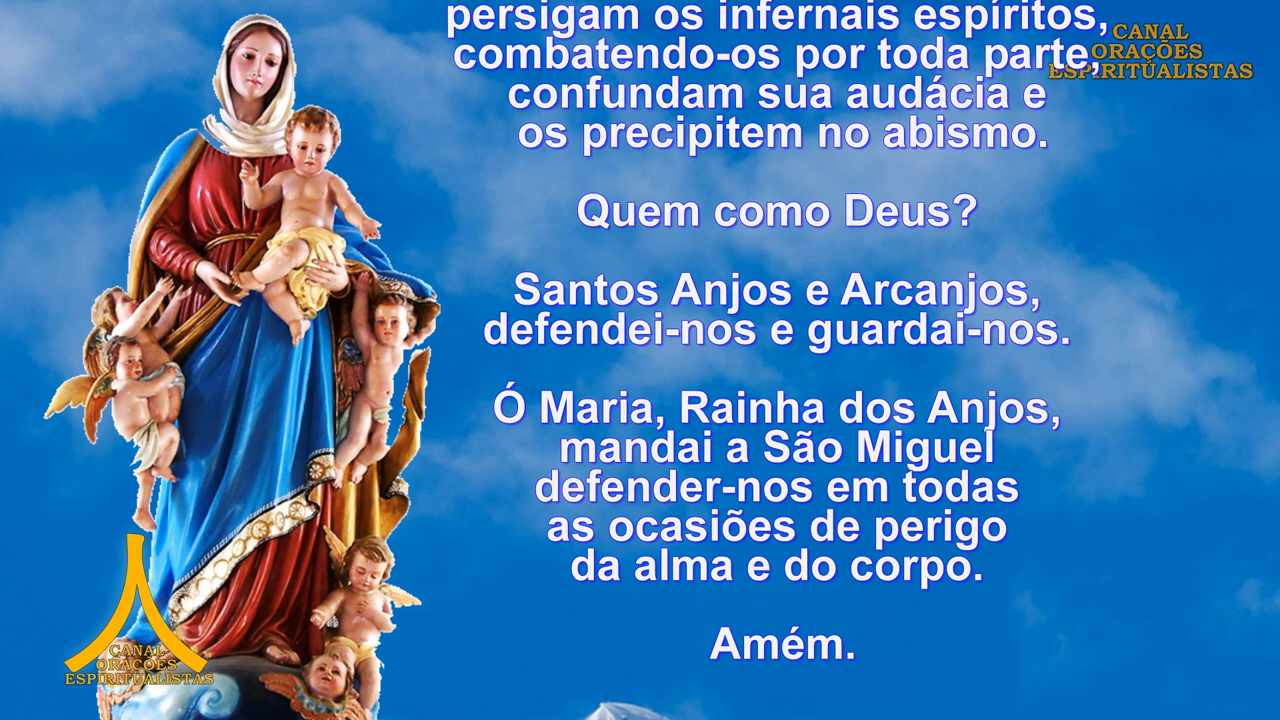 persigam os infernais espíritos,
combatendo-os por toda parte,
confundam sua audácia e
os precipitem no abismo.
Quem como Deus?
Santos Anjos e Arcanjos,
defendei-nos e guardai-nos.
Ó Maria, Rainha dos Anjos,
mandai a São Miguel
defender-nos em todas
as ocasiões de perigo
da alma e do corpo.
Amém.
CANAL
ORAÇÕES
ESPIRITUALISTAS
CANAL
ORAÇÕES
ESPIRITUALISTAS